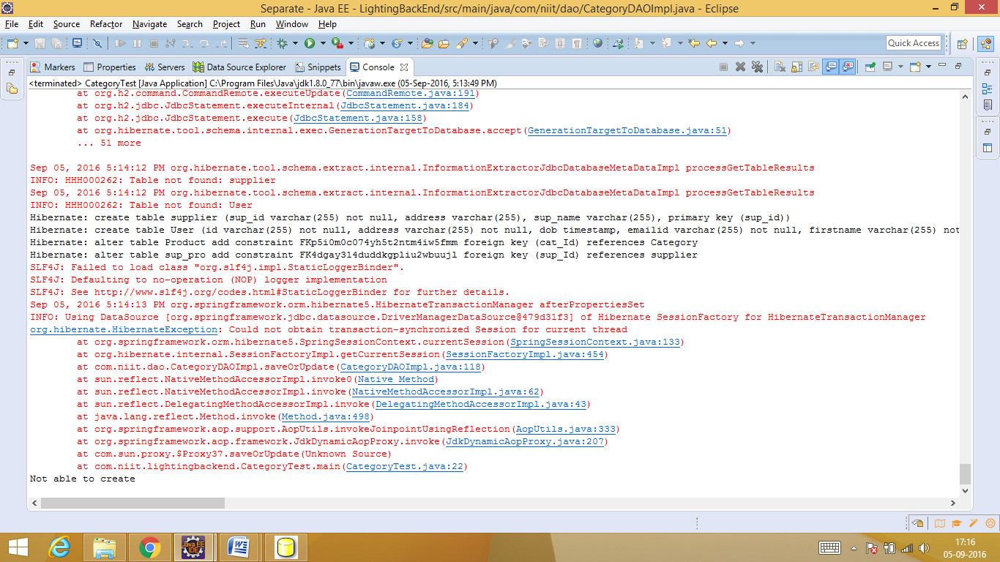 Separate - Java EE - LightingBackEnd/src/main/java/com/niit/dao/CategoryDAOImpl.java - Eclipse
File Edit Source Refactor Navigate Search Project Run Window Help
Quick Access
Markers Properties Servers Data Source Explorer Snippets Console
<terminated> CategoryTest [Java Application] C:\Program Files\Java\jdk1.8.0_77\bin\javaw.exe (05-Sep-2016, 5:13:49 PM)
at org.h2.command.CommandRemote.executeUpdate(CommandRemote.java:191)
at org.h2.jdbc.JdbcStatement.executeInternal(JdbcStatement.java:184)
at org.h2.jdbc.JdbcStatement.execute(JdbcStatement.java:158)
at org.hibernate.tool.schema.internal.exec.GenerationTargetToDatabase.accept(GenerationTargetToDatabase.java:51)
... 51 more
Sep 05, 2016 5:14:12 PM org.hibernate.tool.schema.extract.internal.InformationExtractorJdbcDatabaseMetaDataImpl processGetTableResults
INFO: HHH000262: Table not found: supplier
Sep 05, 2016 5:14:12 PM org.hibernate.tool.schema.extract.internal.InformationExtractorJdbcDatabaseMetaDataImpl processGetTableResults
INFO: HHH000262: Table not found: User
Hibernate: create table supplier (sup_id varchar(255) not null, address varchar(255), sup_name varchar(255), primary key (sup_id))
Hibernate: create table User (id varchar(255) not null, address varchar(255) not null, dob timestamp, emailid varchar(255) not null, firstname varchar(255) not
Hibernate: alter table Product add constraint FKp5i0m0c074yh5t2ntm4iw5fmm foreign key (cat_Id) references Category
Hibernate: alter table sup_pro add constraint FK4dgay314duddkgpliu2wbuujl foreign key (sup_Id) references supplier
SLF4J: Failed to load class "org.slf4j.impl.StaticLoggerBinder".
SLF4J: Defaulting to no-operation (NOP) logger implementation
SLF4J: See http://www.slf4j.org/codes.html#StaticLoggerBinder for further details.
Sep 05, 2016 5:14:13 PM org.springframework.orm.hibernate5.HibernateTransactionManager afterPropertiesSet
INFO: Using DataSource [org.springframework.jdbc.datasource.DriverManagerDataSource@479d31f3] of Hibernate SessionFactory for HibernateTransactionManager
org.hibernate.HibernateException: Could not obtain transaction-synchronized Session for current thread
at org.springframework.orm.hibernate5.SpringSessionContext.currentSession(SpringSessionContext.java:133)
at org.hibernate.internal.SessionFactoryImpl.getCurrentSession(SessionFactoryImpl.java:454)
at com.niit.dao.CategoryDAOImpl.saveOrUpdate(CategoryDAOImpl.java:118)
at sun.reflect.NativeMethodAccessorImpl.invoke0(Native Method)
at sun.reflect.NativeMethodAccessorImpl.invoke(NativeMethodAccessorImpl.java:62)
at sun.reflect.DelegatingMethodAccessorImpl.invoke(DelegatingMethodAccessorImpl.java:43)
at java.lang.reflect.Method.invoke(Method.java:498)
at org.springframework.aop.support.AopUtils.invokeJoinpointUsingReflection(AopUtils.java:333)
at org.springframework.aop.framework.JdkDynamicAopProxy.invoke(JdkDynamicAopProxy.java:207)
at com.sun.proxy.$Proxy37.saveOrUpdate(Unknown Source)
at com.niit.lightingbackend.CategoryTest.main(CategoryTest.java:22)
Not able to create
Java EE
IDE
17:16
05-09-2016